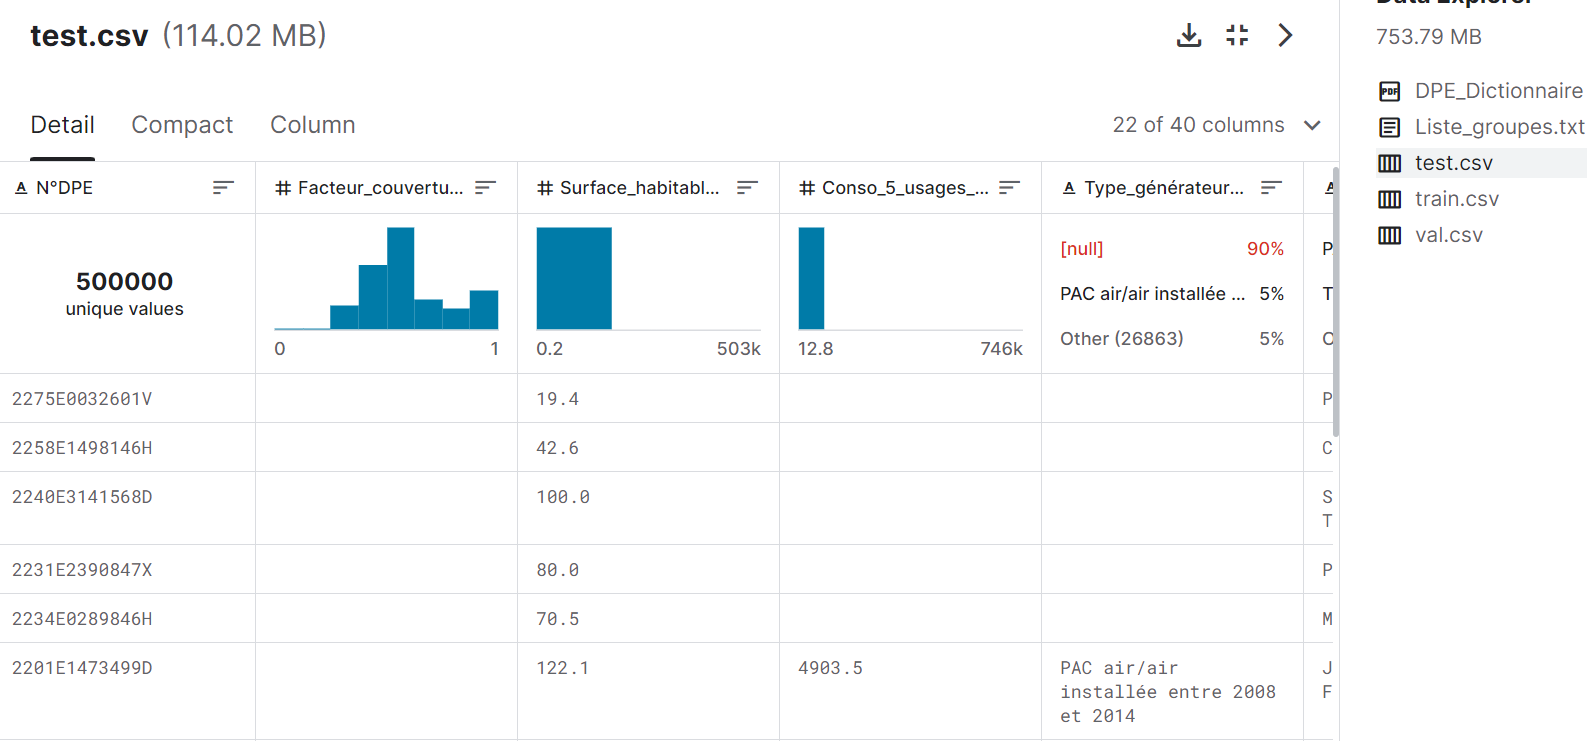 test.csv (114.02 MB)
Detail Compact Column
22 of 40 columns
N°DPE
Facteur_couvertu...
Surface_habitabl...
Conso_5_usages_...
Type_générateur...
500000
unique values
0 1
0.2 503k
12.8 746k
[null] 90%
PAC air/air installée ... 5%
Other (26863) 5%
P
T
O
2275E0032601V 19.4 P
2258E1498146H 42.6 C
2240E3141568D 100.0 S
T
2231E2390847X 80.0 P
2234E0289846H 70.5 M
2201E1473499D 122.1 4903.5 PAC air/air J
installée entre 2008 F
et 2014
Data Explorer
753.79 MB
PDF DPE_Dictionnaire
Liste_groupes.txt
test.csv
train.csv
val.csv